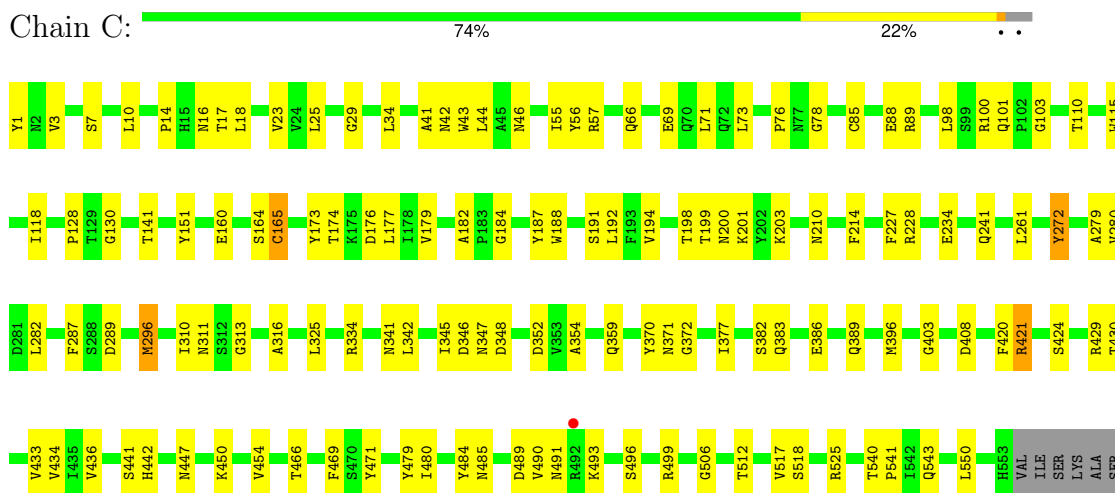 Chain C:
74% 22% • •
Y1 N2 V3 S7 L10 P14 H15 N16 T17 L18 V23 V24 L25 G29 L34 A41 N42 W43 L44 A45 N46 I55 Y56 R57 Q66 E69 Q70 L71 Q72 L73 P76 N77 G78 C85 E88 R89 L98 S99 R100 Q101 P102 G103 T110
I118 P128 T129 G130 T141 Y151 E160 S164 C165 Y173 T174 K175 D176 L177 I178 V179 A182 P183 G184 Y187 W188 S191 L192 F193 V194 T198 T199 N200 K201 Y202 K203 N210 F214 F227 R228 E234 Q241 L261 Y272 A279
D281 L282 F287 S288 D289 M296 I310 N311 S312 G313 A316 L325 R334 N341 L342 I345 D346 N347 D348 D352 V353 A354 Q359 Y370 N371 G372 I377 S382 Q383 E386 Q389 M396 G403 D408 F420 R421 S424 R429 T430
V433 V434 I435 V436 S441 H442 N447 K450 V454 T466 F469 S470 Y471 Y479 I480 Y484 N485 D489 V490 N491 R492 K493 S496 R499 G506 T512 V517 S518 R525 T540 P541 I542 Q543 L550 H553 VAL ILE SER LYS ALA SER